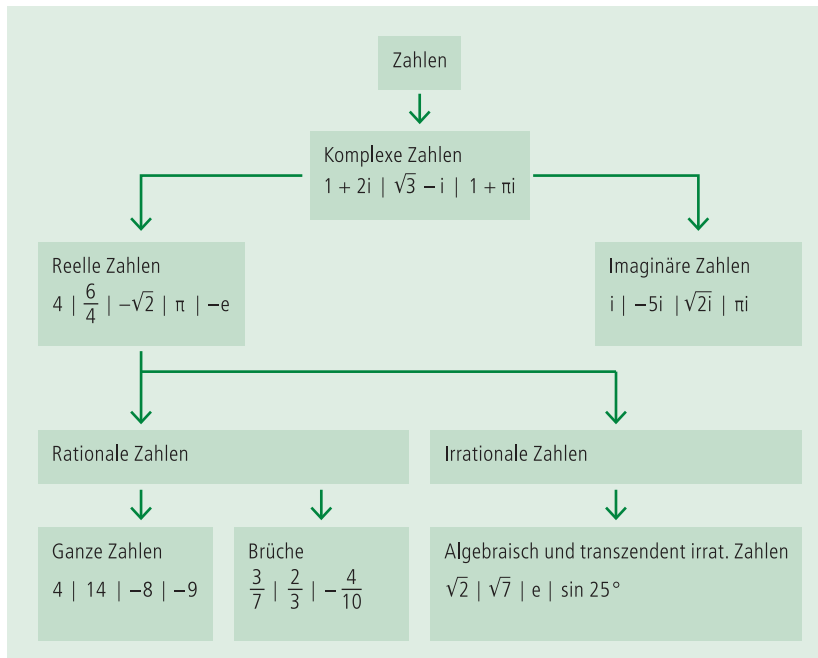 Zahlen
Komplexe Zahlen
1 + 2i | √3 – i | 1 + πi
Reelle Zahlen
4 | 6/4 | –√2 | π | –e
Imaginäre Zahlen
i | –5i | √2i | πi
Rationale Zahlen
Irrationale Zahlen
Ganze Zahlen
4 | 14 | –8 | –9
Brüche
3/7 | 2/3 | – 4/10
Algebraisch und transzendent irrat. Zahlen
√2 | √7 | e | sin 25°